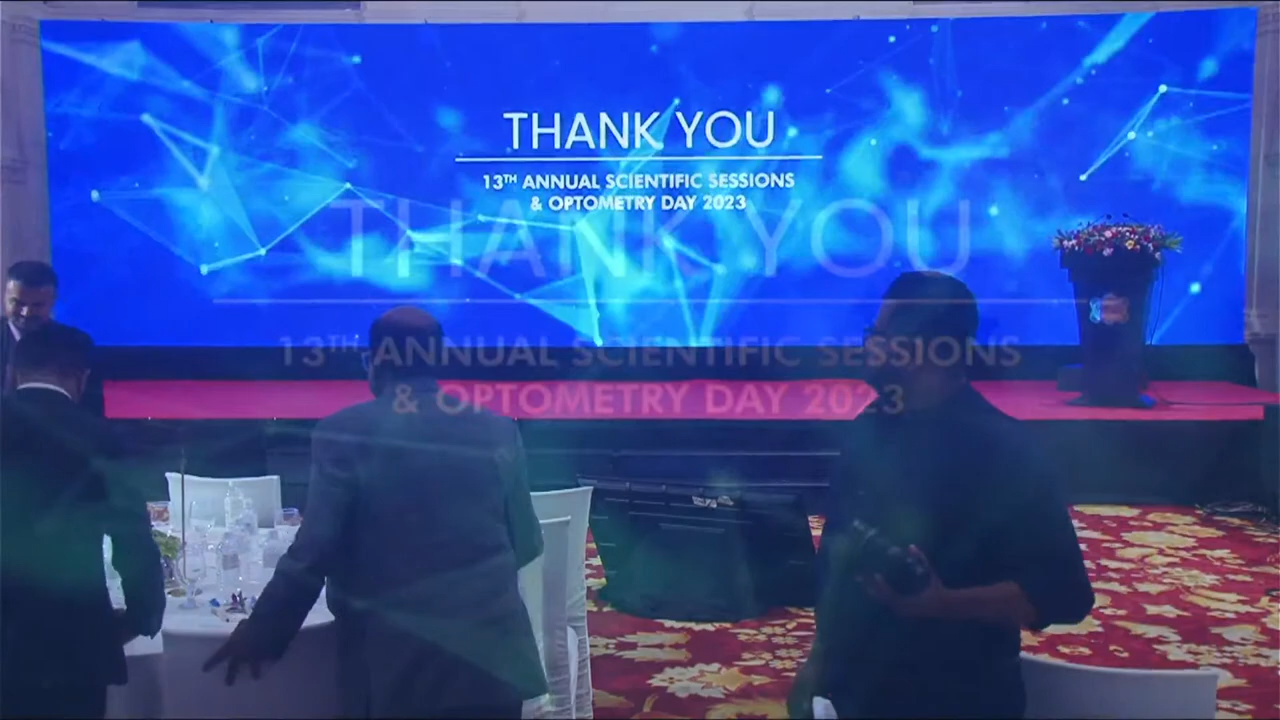 THANK YOU
13TH ANNUAL SCIENTIFIC SESSIONS
& OPTOMETRY DAY 2023
THANK YOU
13TH ANNUAL SCIENTIFIC SESSIONS
& OPTOMETRY DAY 2023